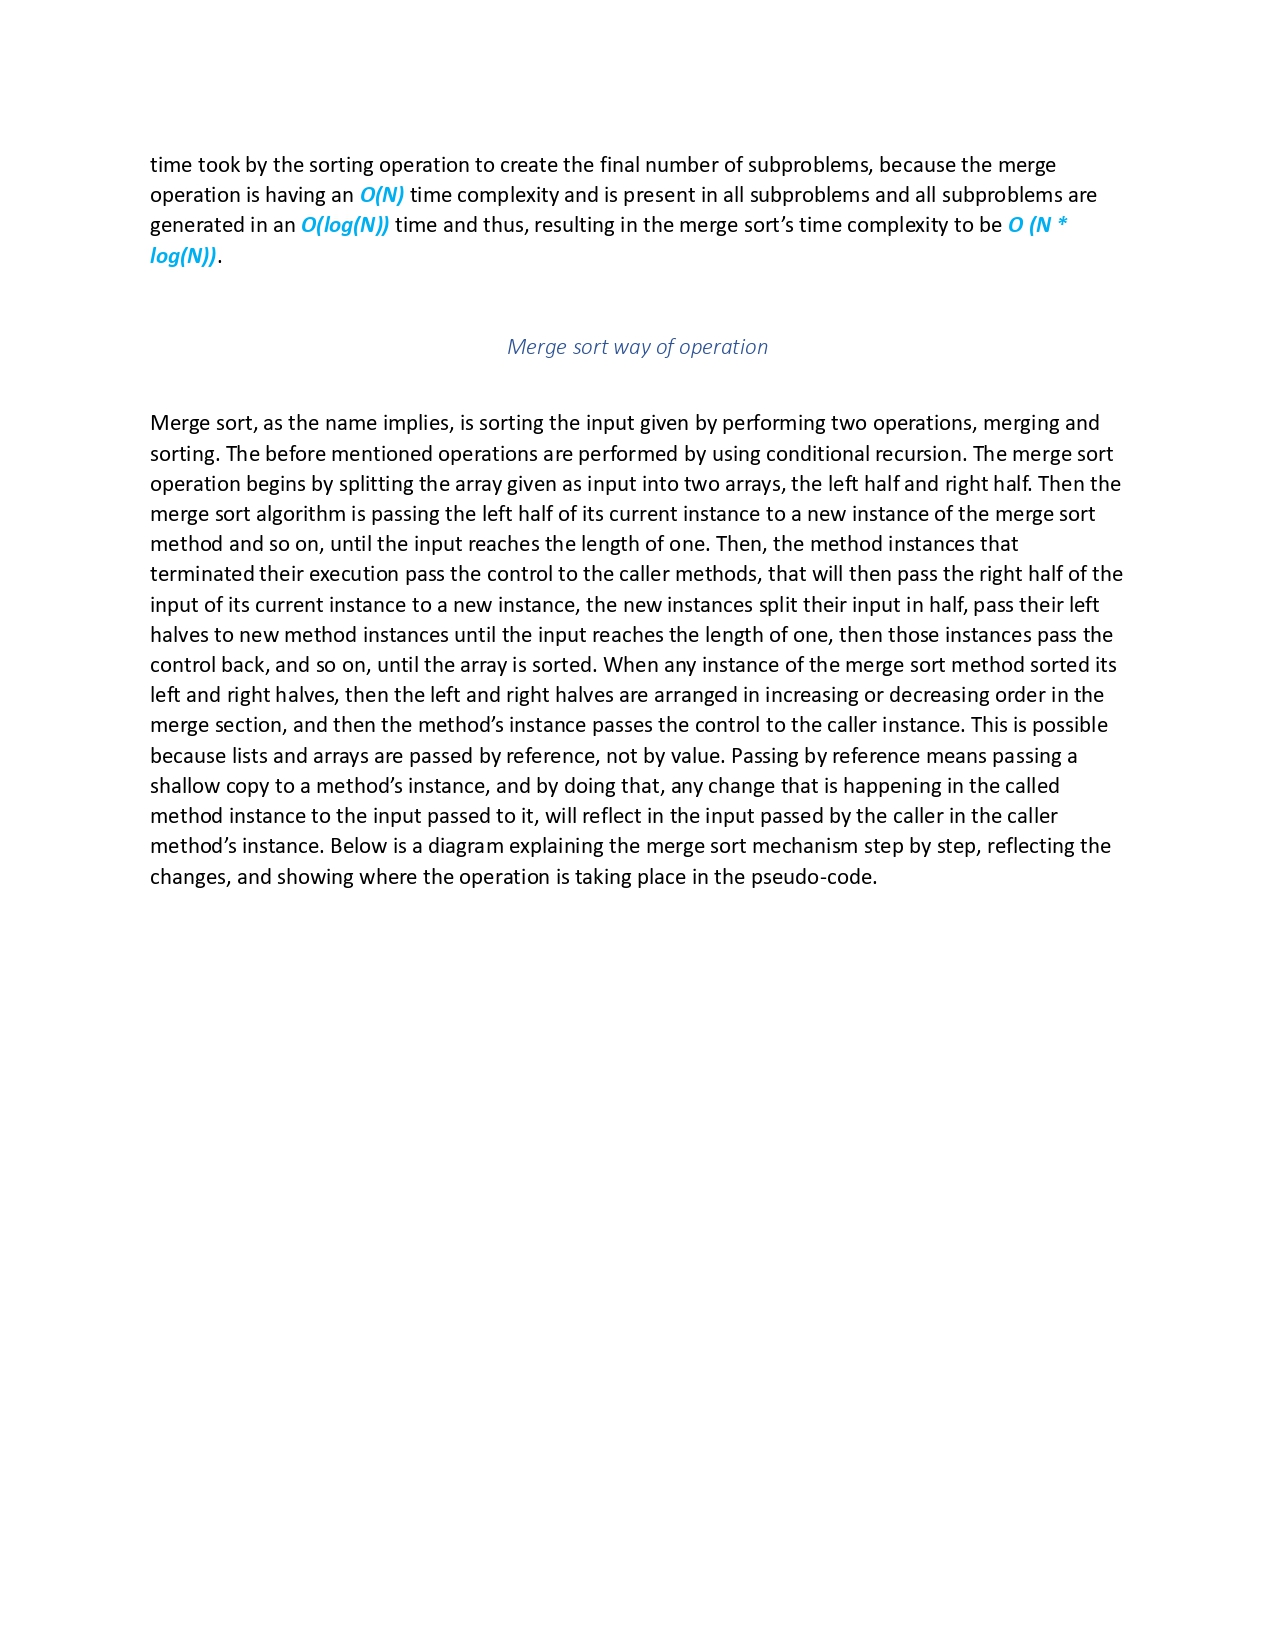 time took by the sorting operation to create the final number of subproblems, because the merge
operation is having an O(N) time complexity and is present in all subproblems and all subproblems are
generated in an O(log(N)) time and thus, resulting in the merge sort’s time complexity to be O (N *
log(N)).
Merge sort way of operation
Merge sort, as the name implies, is sorting the input given by performing two operations, merging and
sorting. The before mentioned operations are performed by using conditional recursion. The merge sort
operation begins by splitting the array given as input into two arrays, the left half and right half. Then the
merge sort algorithm is passing the left half of its current instance to a new instance of the merge sort
method and so on, until the input reaches the length of one. Then, the method instances that
terminated their execution pass the control to the caller methods, that will then pass the right half of the
input of its current instance to a new instance, the new instances split their input in half, pass their left
halves to new method instances until the input reaches the length of one, then those instances pass the
control back, and so on, until the array is sorted. When any instance of the merge sort method sorted its
left and right halves, then the left and right halves are arranged in increasing or decreasing order in the
merge section, and then the method’s instance passes the control to the caller instance. This is possible
because lists and arrays are passed by reference, not by value. Passing by reference means passing a
shallow copy to a method’s instance, and by doing that, any change that is happening in the called
method instance to the input passed to it, will reflect in the input passed by the caller in the caller
method’s instance. Below is a diagram explaining the merge sort mechanism step by step, reflecting the
changes, and showing where the operation is taking place in the pseudo-code.